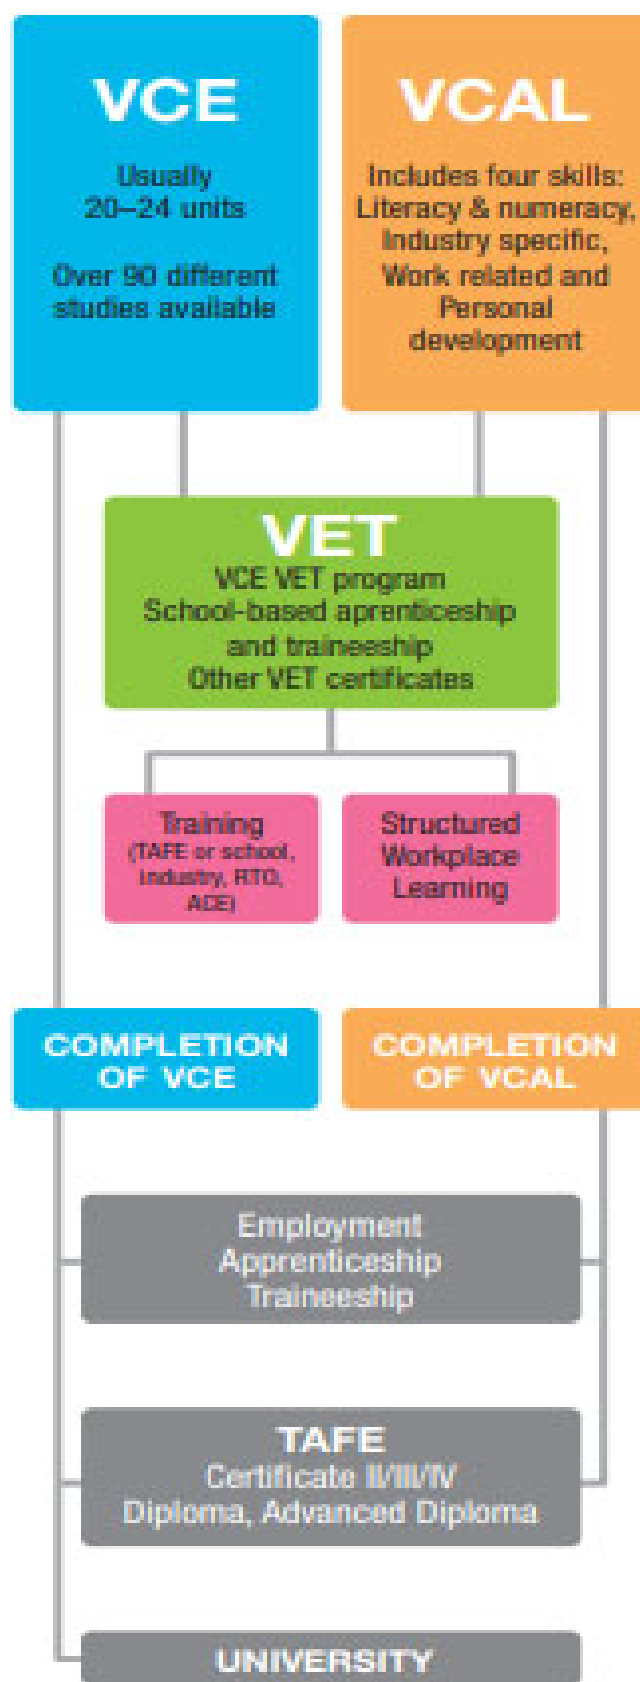 VCE
Usually
20–24 units
Over 90 different
studies available
VCAL
Includes four skills:
Literacy & numeracy,
Industry specific,
Work related and
Personal
development
VET
VCE VET program
School-based aprenticeship
and traineeship
Other VET certificates
Training
(TAFE or school,
industry, RTO,
ACE)
Structured
Workplace
Learning
COMPLETION
OF VCE
COMPLETION
OF VCAL
Employment
Apprenticeship
Traineeship
TAFE
Certificate II/III/IV
Diploma, Advanced Diploma
UNIVERSITY